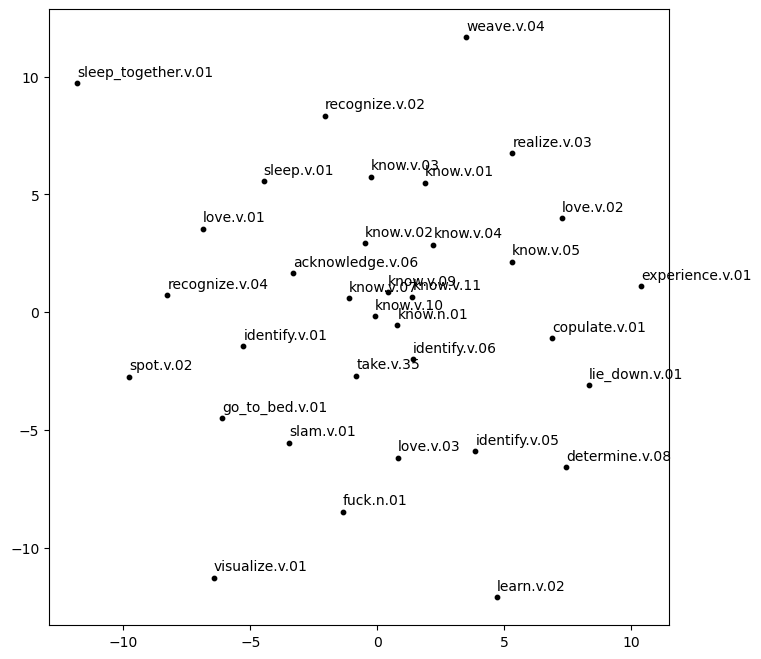 weave.v.04
sleep_together.v.01
recognize.v.02
realize.v.03
know.v.03
know.v.01
sleep.v.01
love.v.02
love.v.01
know.v.02
know.v.04
know.v.05
acknowledge.v.06
experience.v.01
recognize.v.04
know.v.07
know.v.09
know.v.11
know.v.10
know.n.01
copulate.v.01
identify.v.01
identify.v.06
take.v.35
spot.v.02
lie_down.v.01
go_to_bed.v.01
slam.v.01
love.v.03
identify.v.05
determine.v.08
fuck.n.01
visualize.v.01
learn.v.02
10
5
0
−5
−10
−10
−5
0
5
10